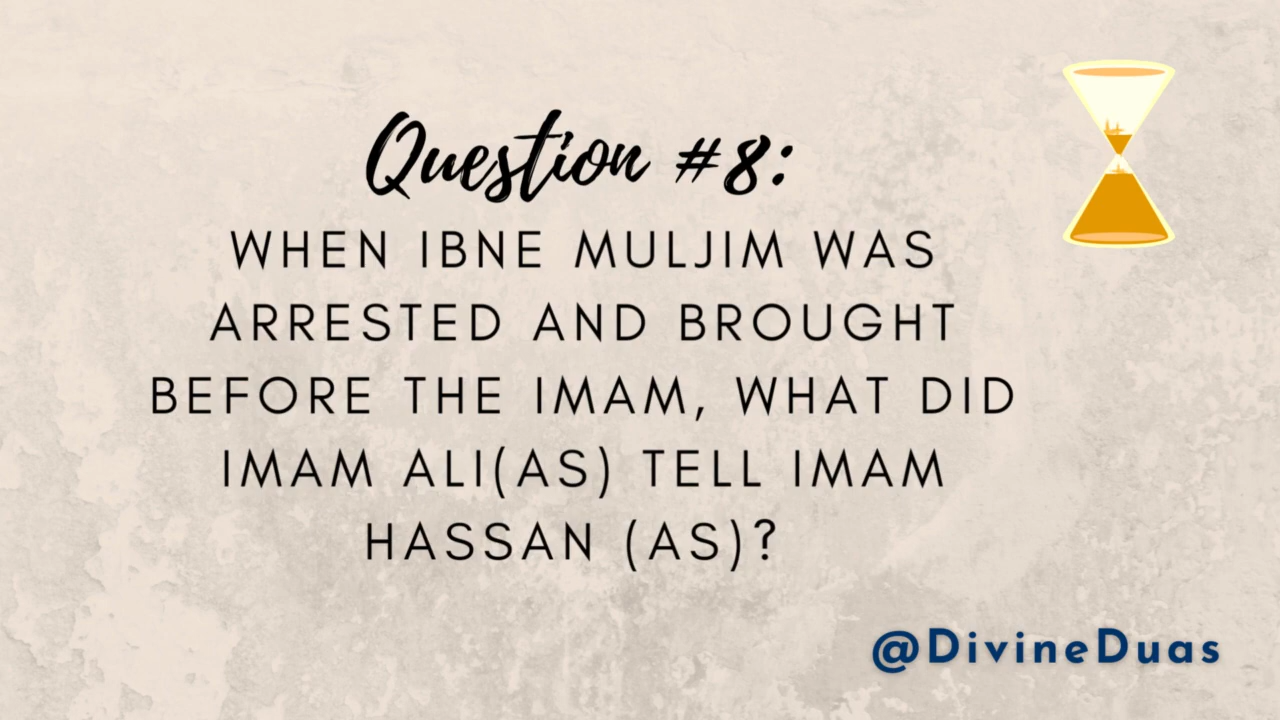 Question #8:
WHEN IBNE MULJIM WAS
ARRESTED AND BROUGHT
BEFORE THE IMAM, WHAT DID
IMAM ALI(AS) TELL IMAM
HASSAN (AS)?
@DivineDuas